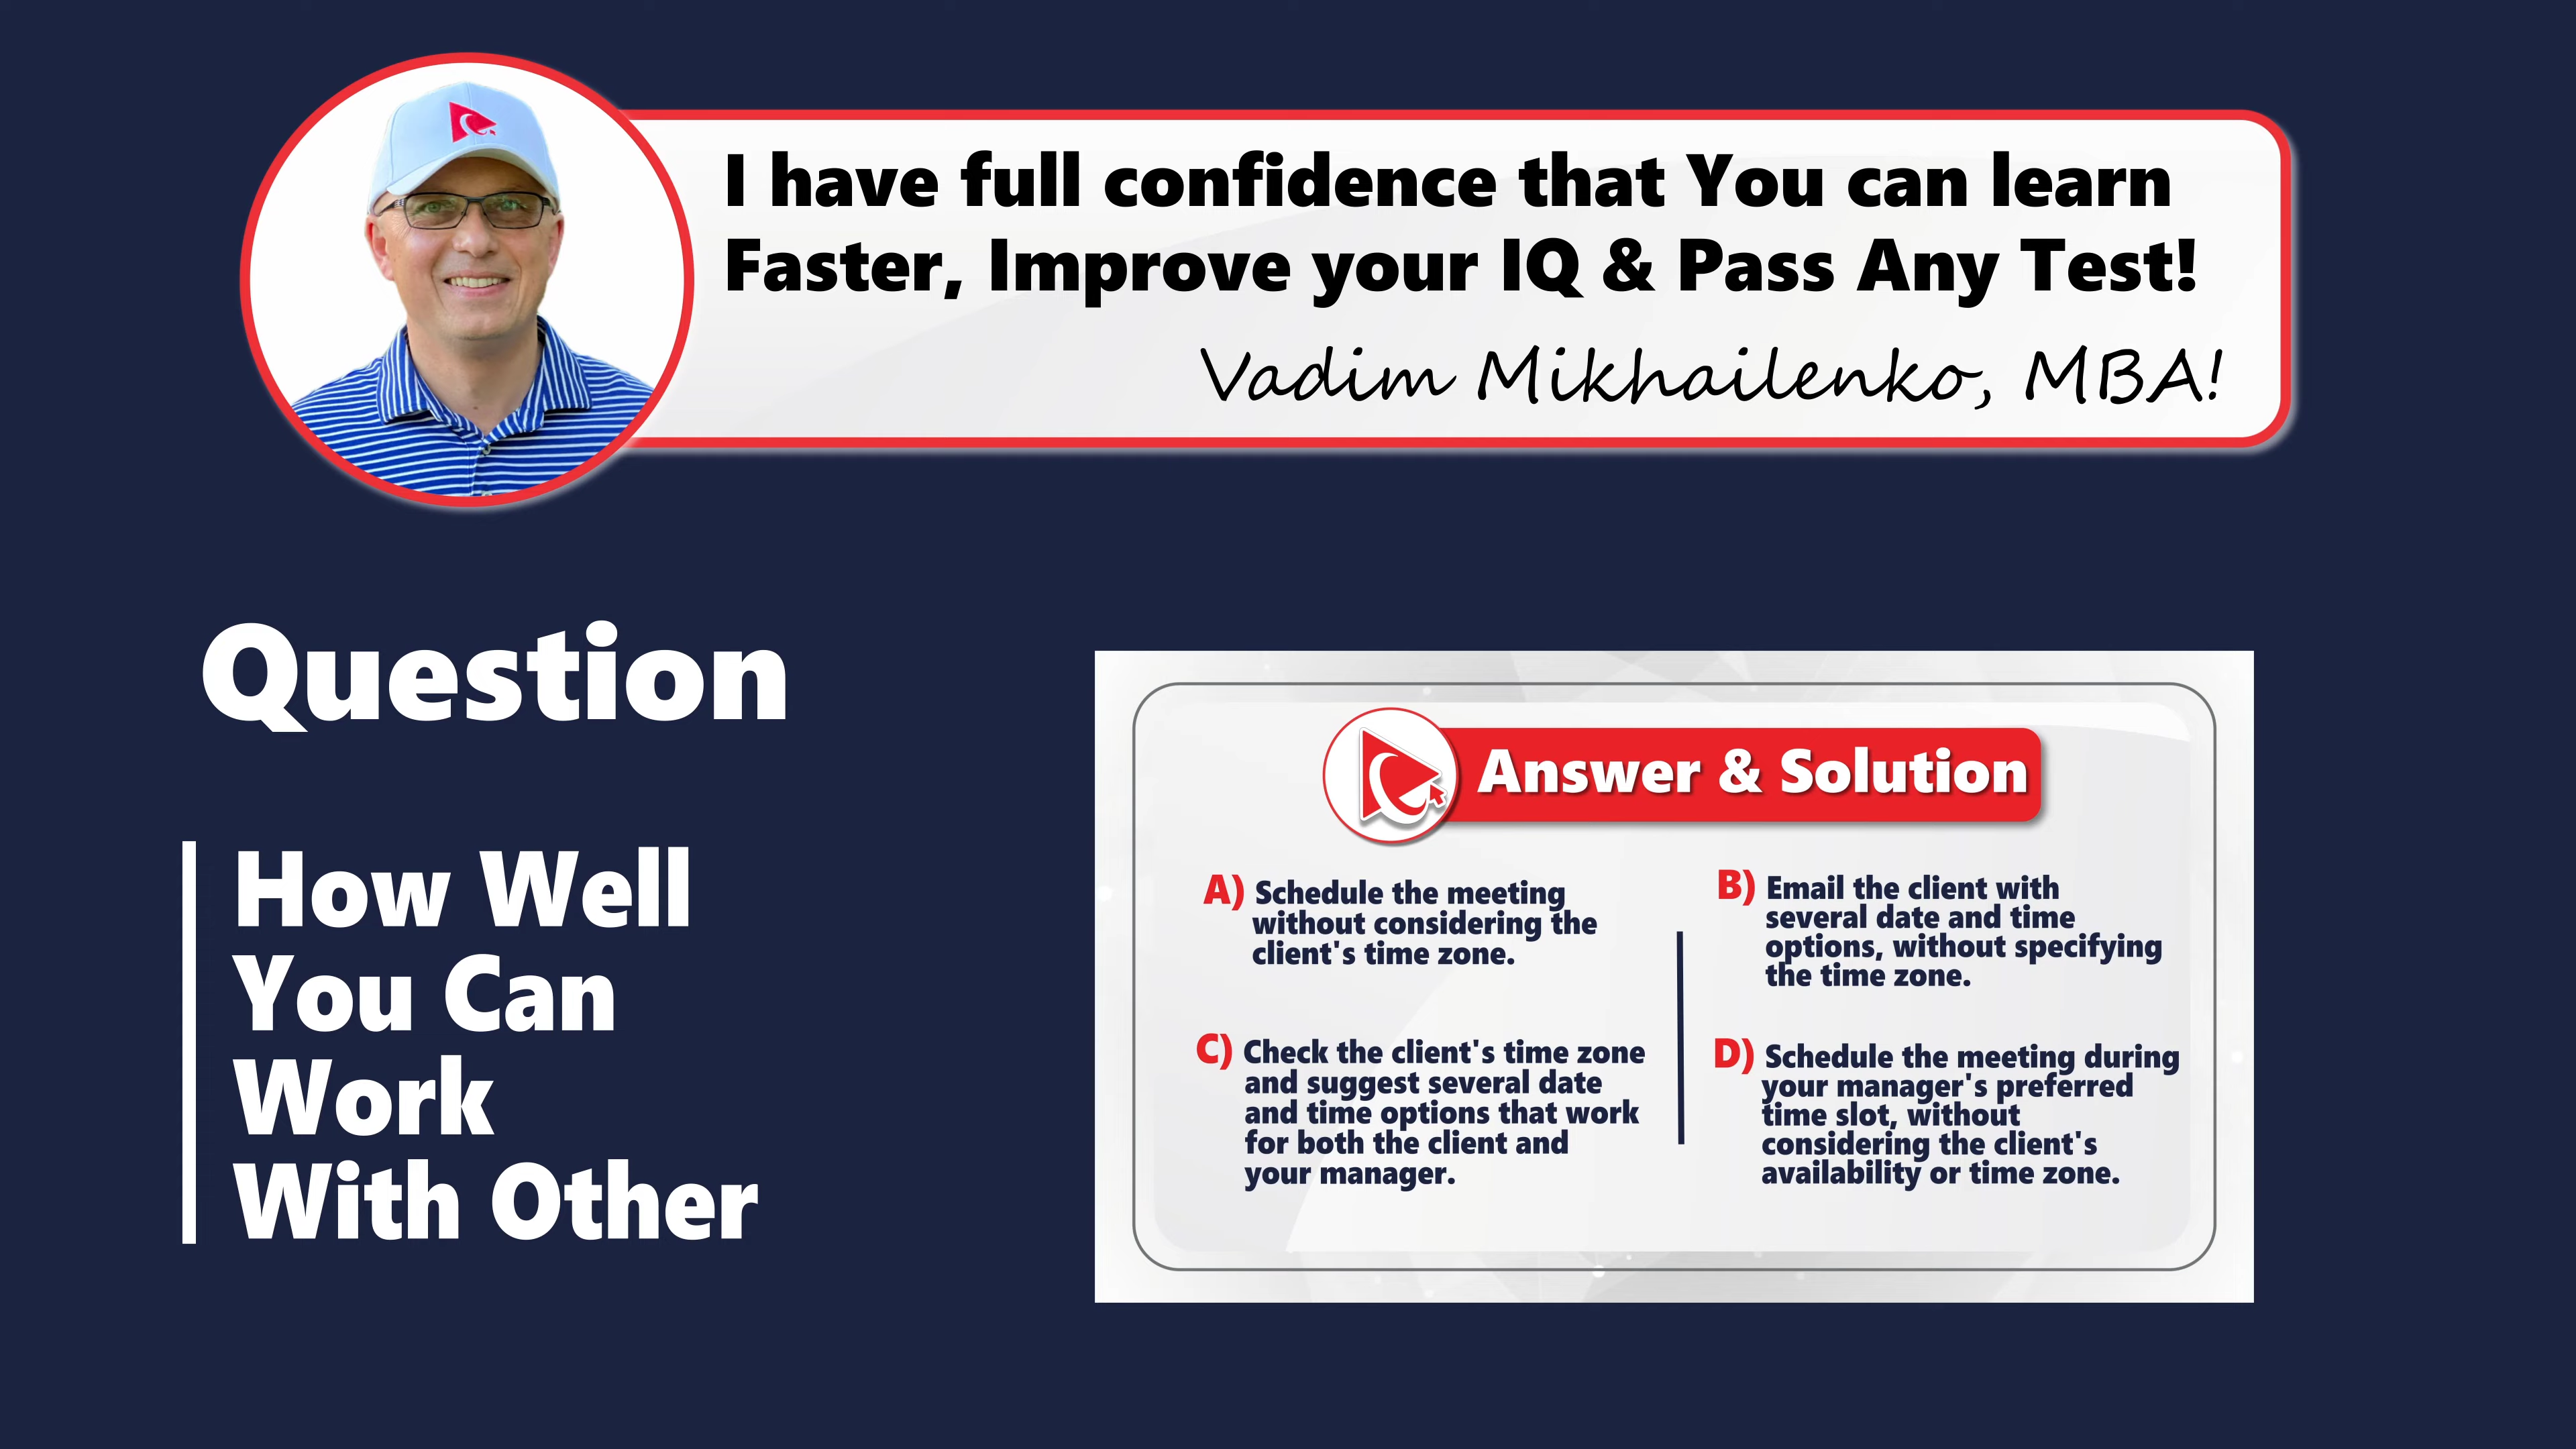 I have full confidence that You can learn
Faster, Improve your IQ & Pass Any Test!
Vadim Mikhailenko, MBA!
Question
How Well
You Can
Work
With Other
Answer & Solution
A) Schedule the meeting
without considering the
client's time zone.
B) Email the client with
several date and time
options, without specifying
the time zone.
C) Check the client's time zone
and suggest several date
and time options that work
for both the client and
your manager.
D) Schedule the meeting during
your manager's preferred
time slot, without
considering the client's
availability or time zone.